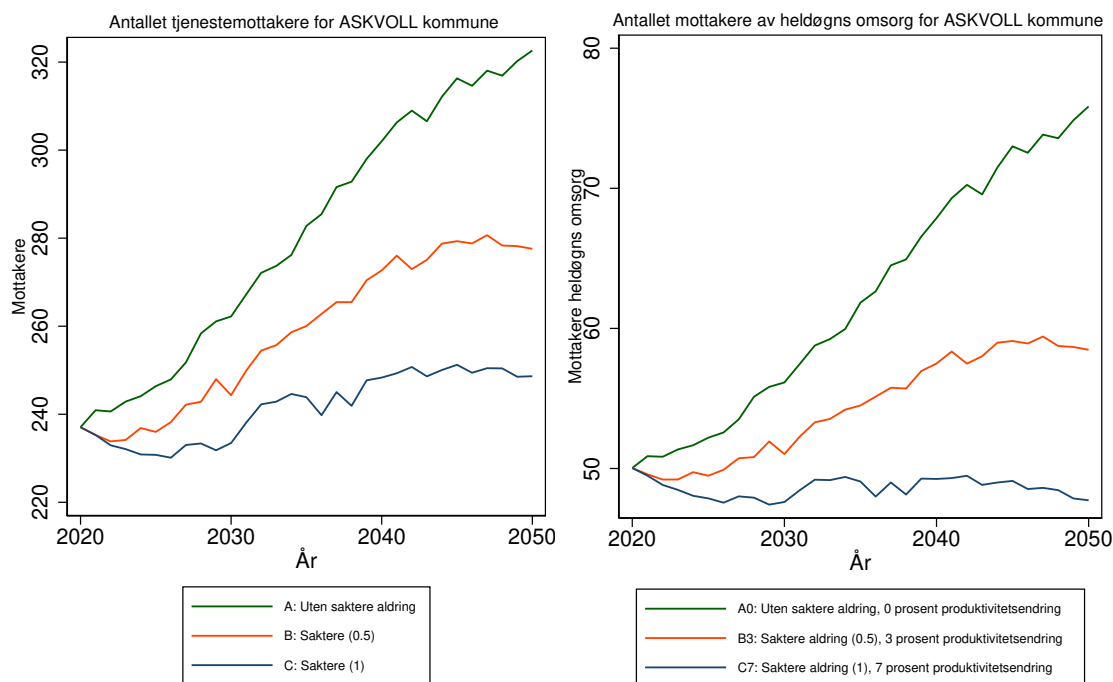 Antallet tjenestemottakere for ASKVOLL kommune
Mottakere
320
300
280
260
240
220
2020
2030
2040
2050
År
A: Uten saktere aldring
B: Saktere (0.5)
C: Saktere (1)
Antallet mottakere av heldøgns omsorg for ASKVOLL kommune
Mottakere heldøgns omsorg
80
70
60
50
2020
2030
2040
2050
År
A0: Uten saktere aldring, 0 prosent produktivitetsendring
B3: Saktere aldring (0.5), 3 prosent produktivitetsendring
C7: Saktere aldring (1), 7 prosent produktivitetsendring